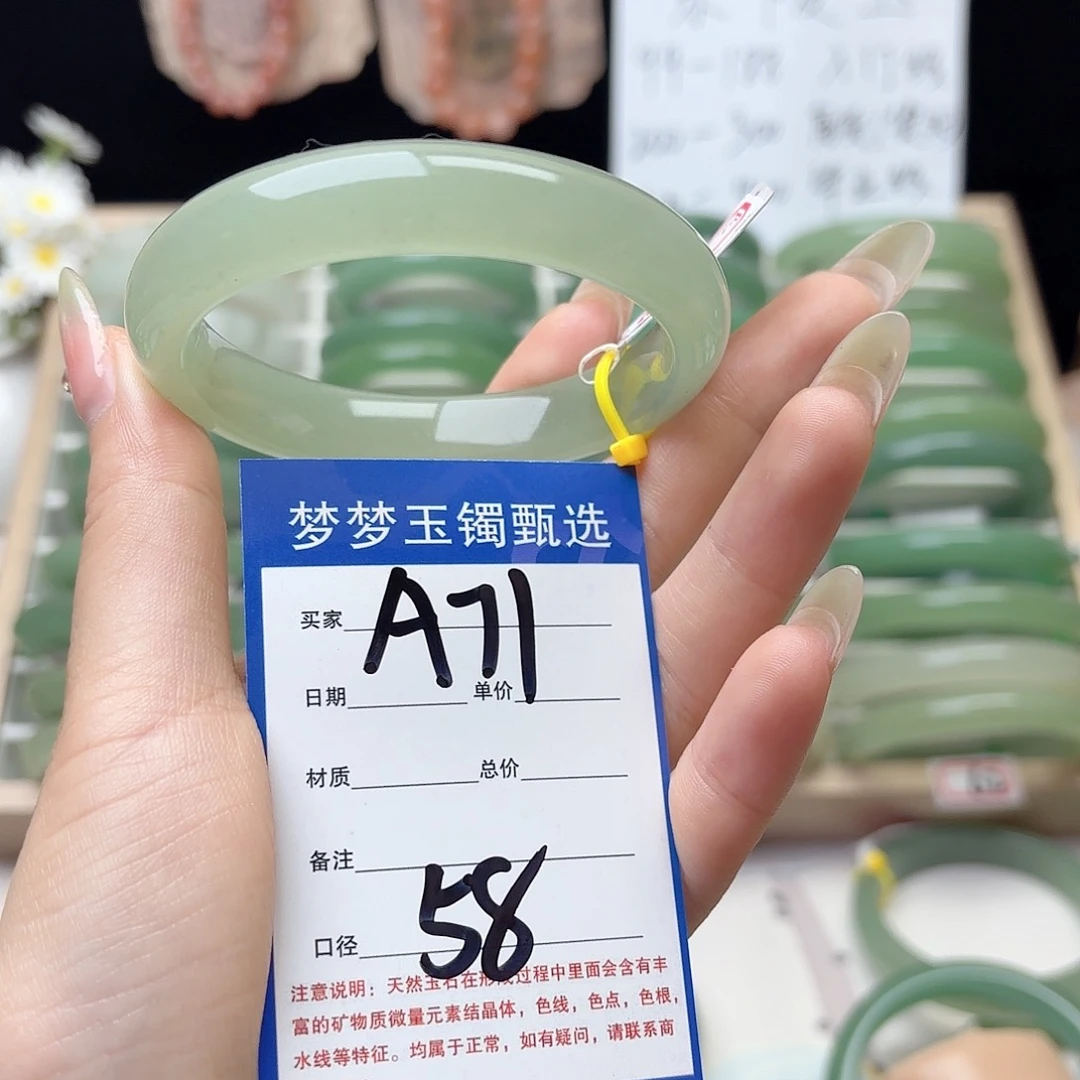 梦梦玉镯甄选
买家 A71
日期 单价
材质 总价
备注
口径 58
注意说明：天然玉石在形成过程中里面会含有丰
富的矿物质微量元素结晶体，色线，色点，色根，
水线等特征。均属于正常，如有疑问，请联系商